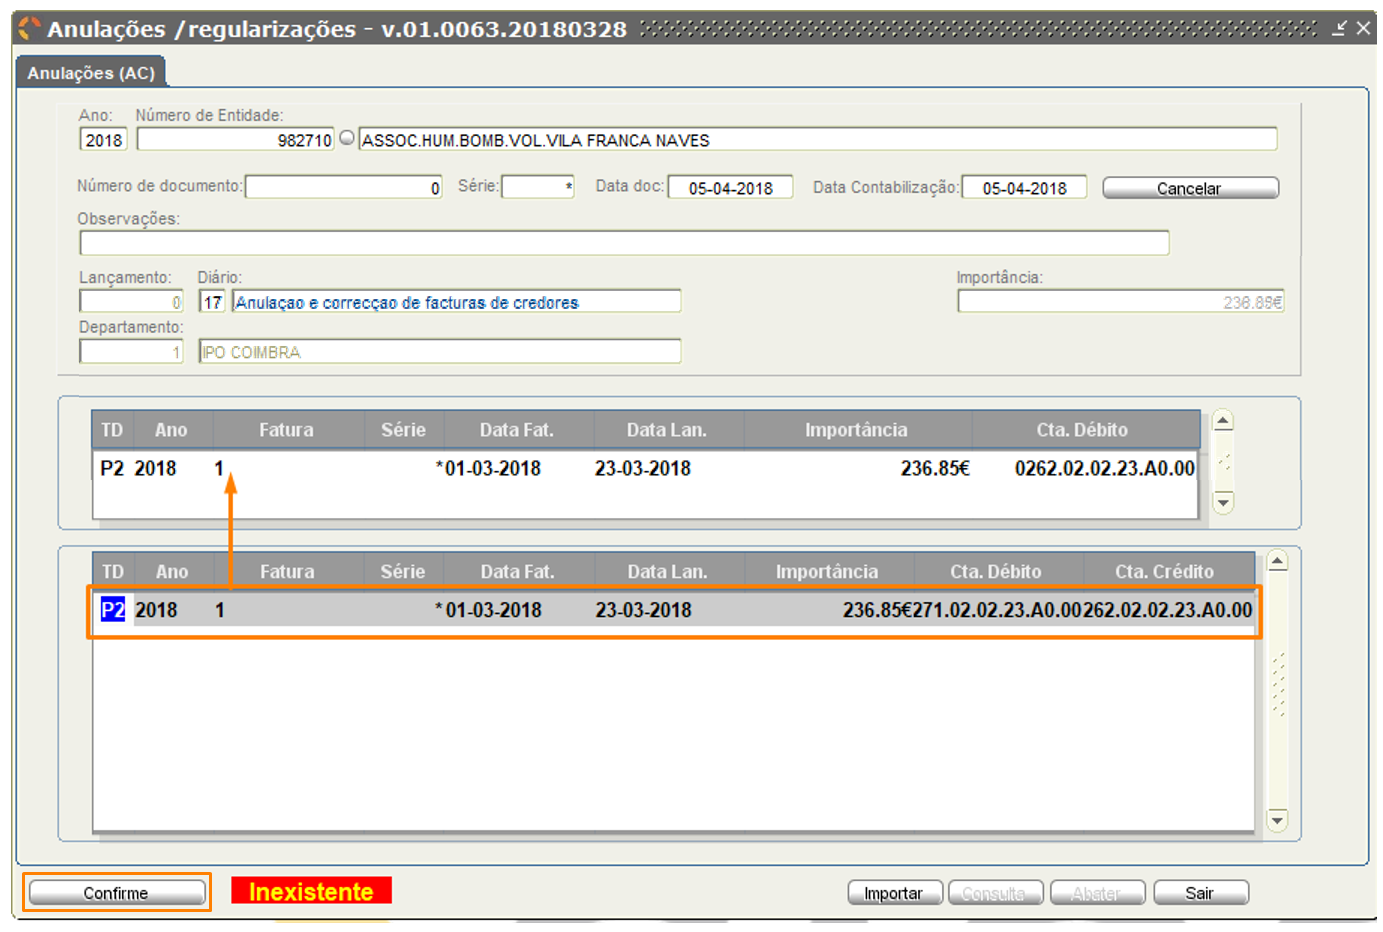 Anulações /regularizações - v.01.0063.20180328
Anulações (AC)
Ano: Número de Entidade:
2018 982710 ASSOC.HUM.BOMB.VOL.VILA FRANCA NAVES
Número de documento: 0 Série: * Data doc: 05-04-2018 Data Contabilização: 05-04-2018 Cancelar
Observações:
Lançamento: Diário: Importância:
0 17 Anulaçao e correcçao de facturas de credores 236.85€
Departamento:
1 IPO COIMBRA
TD Ano Fatura Série Data Fat. Data Lan. Importância Cta. Débito
P2 2018 1 * 01-03-2018 23-03-2018 236.85€ 0262.02.02.23.A0.00
TD Ano Fatura Série Data Fat. Data Lan. Importância Cta. Débito Cta. Crédito
P2 2018 1 * 01-03-2018 23-03-2018 236.85€ 271.02.02.23.A0.00 262.02.02.23.A0.00
Confirme Inexistente Importar Consulta Abater Sair